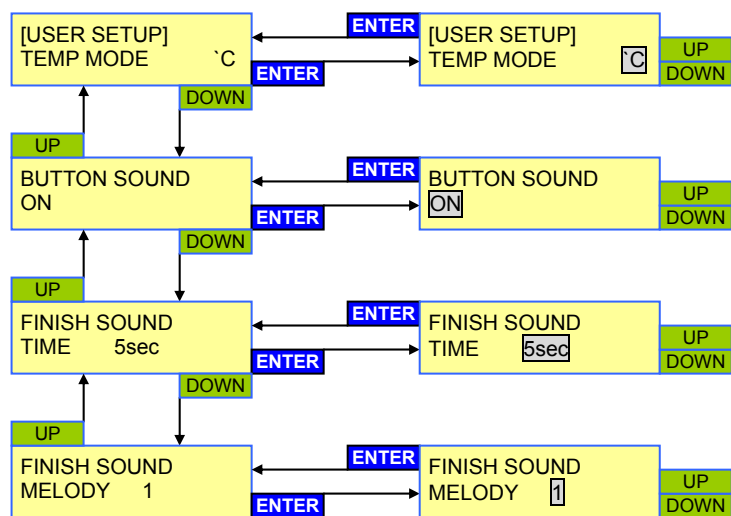 ENTER
[USER SETUP]
TEMP MODE `C
ENTER
DOWN
[USER SETUP]
TEMP MODE `C
UP
DOWN
UP
BUTTON SOUND
ON
ENTER
ENTER
DOWN
BUTTON SOUND
ON
UP
DOWN
UP
FINISH SOUND
TIME 5sec
ENTER
ENTER
DOWN
FINISH SOUND
TIME 5sec
UP
DOWN
UP
FINISH SOUND
MELODY 1
ENTER
ENTER
FINISH SOUND
MELODY 1
UP
DOWN